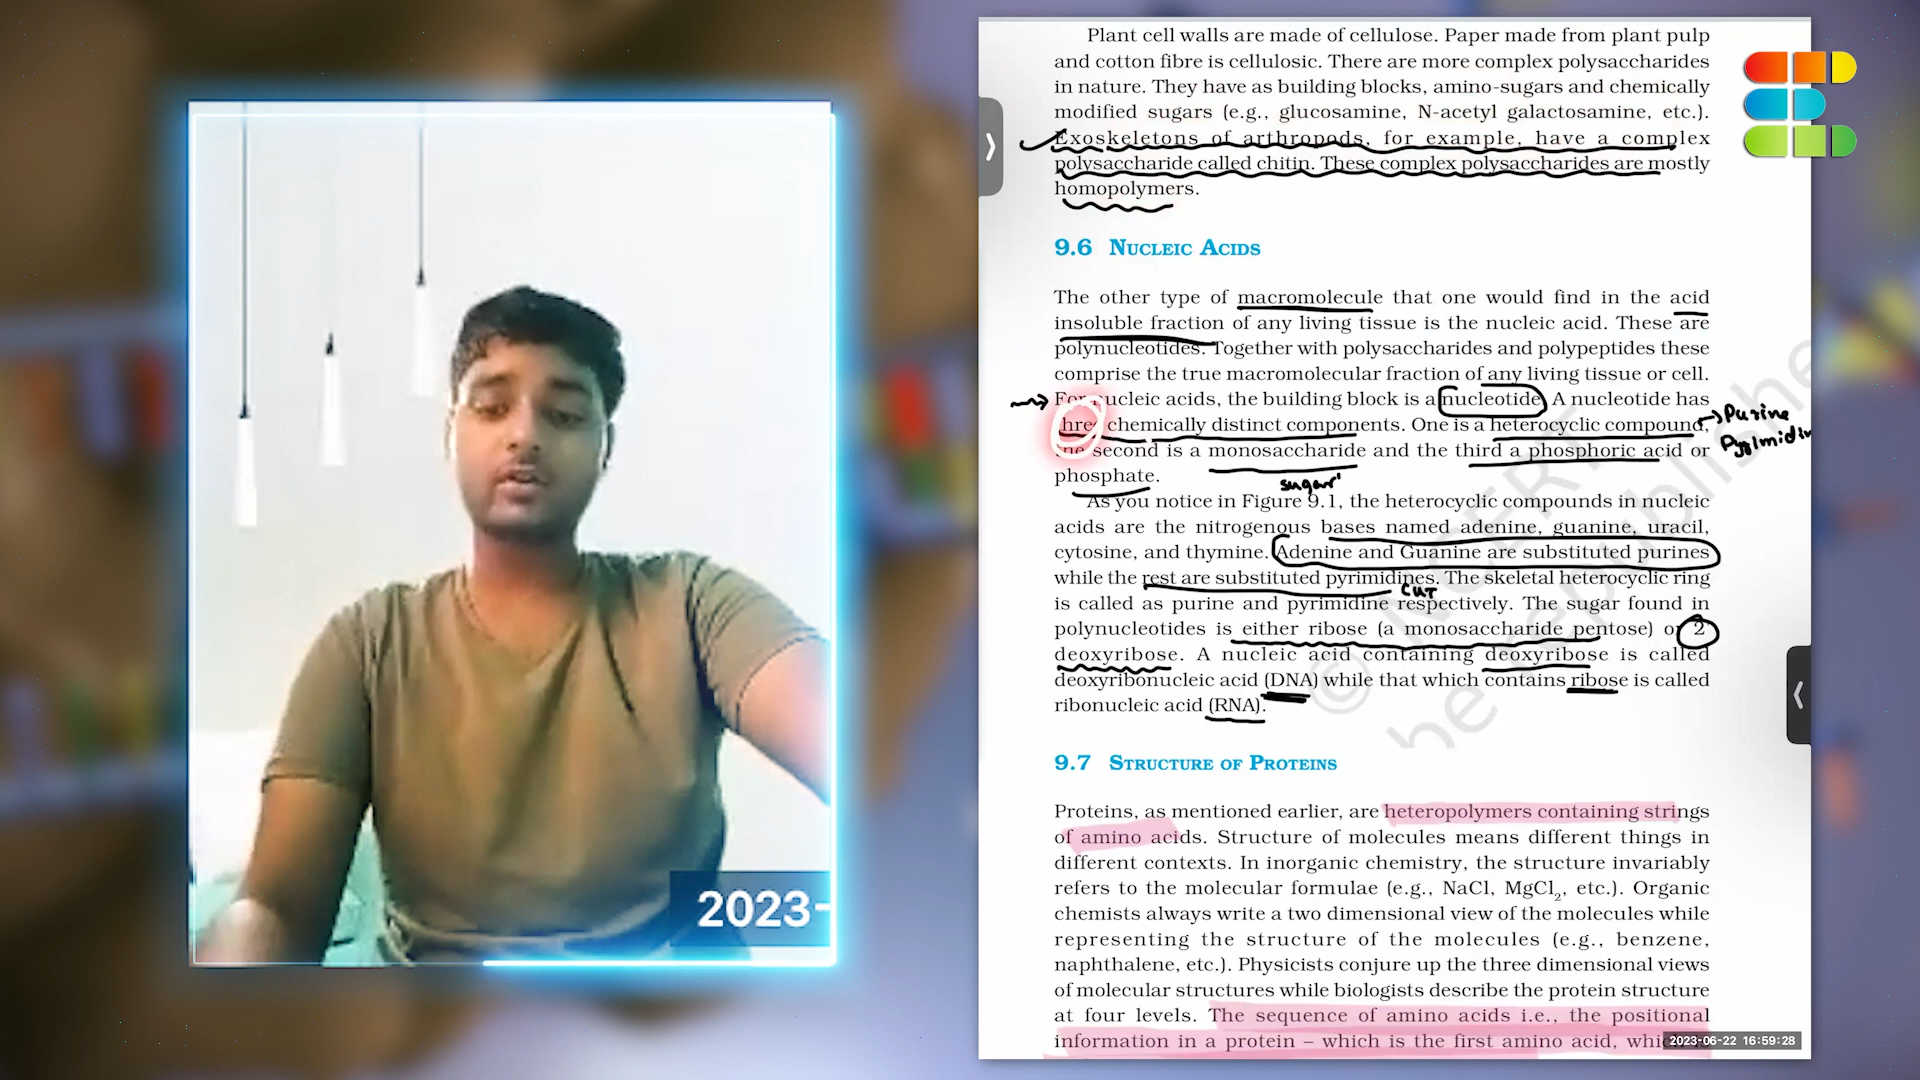 Plant cell walls are made of cellulose. Paper made from plant pulp
and cotton fibre is cellulosic. There are more complex polysaccharides
in nature. They have as building blocks, amino-sugars and chemically
modified sugars (e.g., glucosamine, N-acetyl galactosamine, etc.).
Exoskeletons of arthropods, for example, have a complex
polysaccharide called chitin. These complex polysaccharides are mostly
homopolymers.
9.6 NUCLEIC ACIDS
The other type of macromolecule that one would find in the acid
insoluble fraction of any living tissue is the nucleic acid. These are
polynucleotides. Together with polysaccharides and polypeptides these
comprise the true macromolecular fraction of any living tissue or cell.
For nucleic acids, the building block is a nucleotide. A nucleotide has
three chemically distinct components. One is a heterocyclic compound,
Purine
the second is a monosaccharide and the third a phosphoric acid or
phosphate.
sugar
As you notice in Figure 9.1, the heterocyclic compounds in nucleic
acids are the nitrogenous bases named adenine, guanine, uracil,
cytosine, and thymine. Adenine and Guanine are substituted purines
while the rest are substituted pyrimidines. The skeletal heterocyclic ring
CUT
is called as purine and pyrimidine respectively. The sugar found in
polynucleotides is either ribose (a monosaccharide pentose) or 2
deoxyribose. A nucleic acid containing deoxyribose is called
deoxyribonucleic acid (DNA) while that which contains ribose is called
ribonucleic acid (RNA).
9.7 STRUCTURE OF PROTEINS
Proteins, as mentioned earlier, are heteropolymers containing strings
of amino acids. Structure of molecules means different things in
different contexts. In inorganic chemistry, the structure invariably
refers to the molecular formulae (e.g., NaCl, MgCl2, etc.). Organic
chemists always write a two dimensional view of the molecules while
representing the structure of the molecules (e.g., benzene,
naphthalene, etc.). Physicists conjure up the three dimensional views
of molecular structures while biologists describe the protein structure
at four levels. The sequence of amino acids i.e., the positional
information in a protein – which is the first amino acid, which
© NCERT
be
2023-
2023-06-22 16:59:28